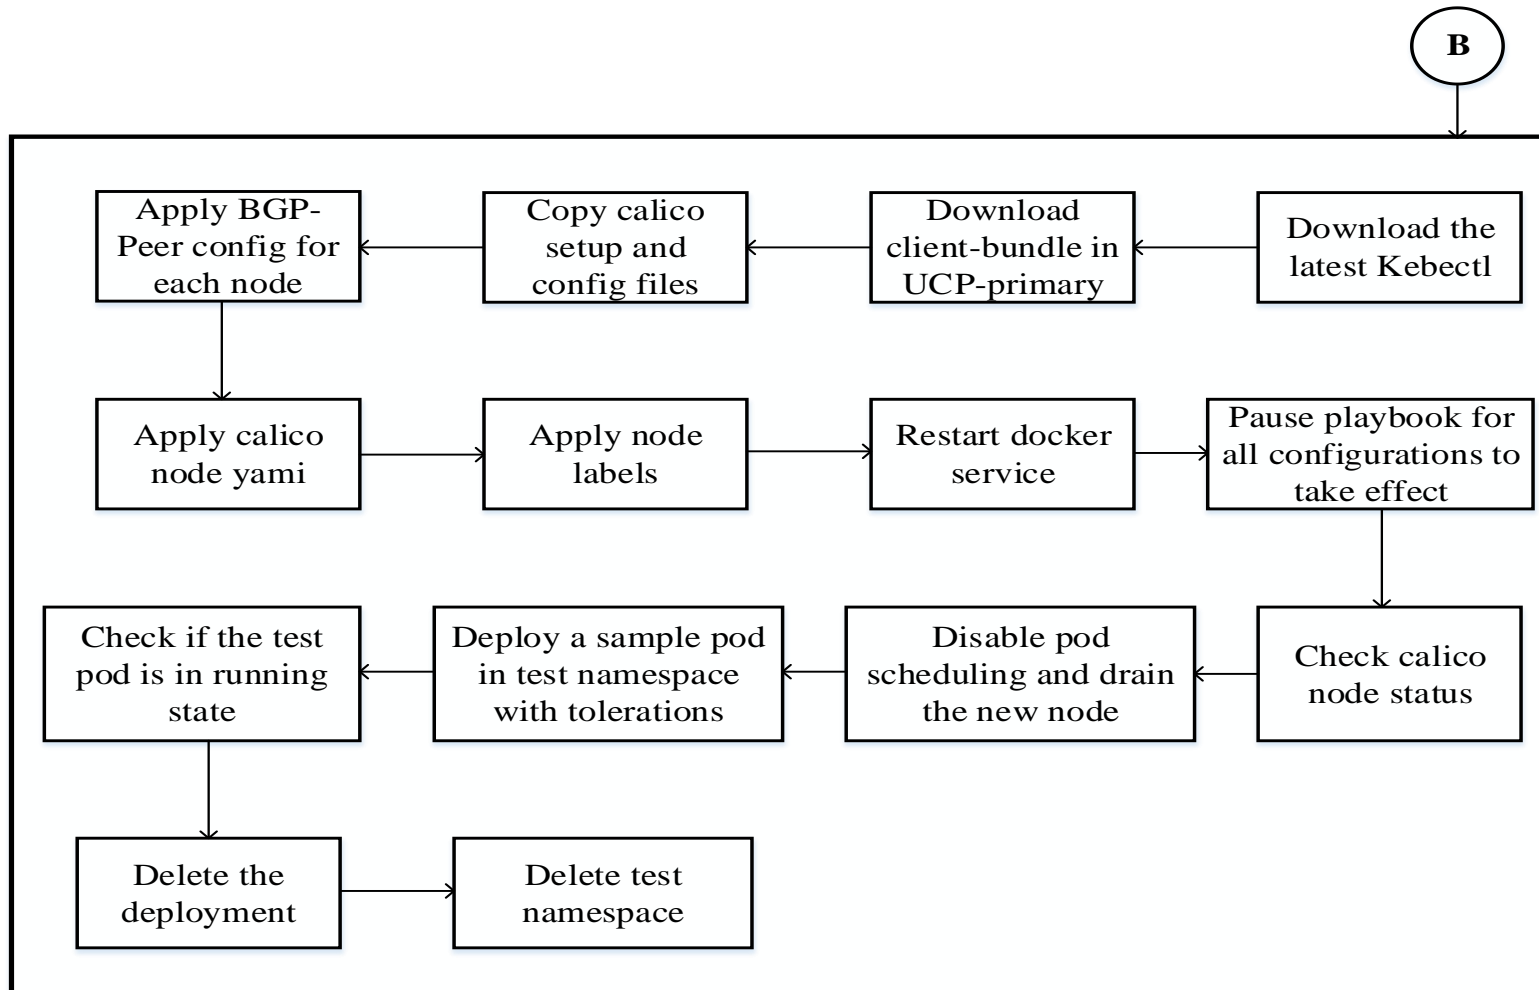 B
Apply BGP-
Peer config for
each node
Copy calico
setup and
config files
Download
client-bundle in
UCP-primary
Download the
latest Kebectl
Apply calico
node yami
Apply node
labels
Restart docker
service
Pause playbook for
all configurations to
take effect
Check if the test
pod is in running
state
Deploy a sample pod
in test namespace
with tolerations
Disable pod
scheduling and drain
the new node
Check calico
node status
Delete the
deployment
Delete test
namespace